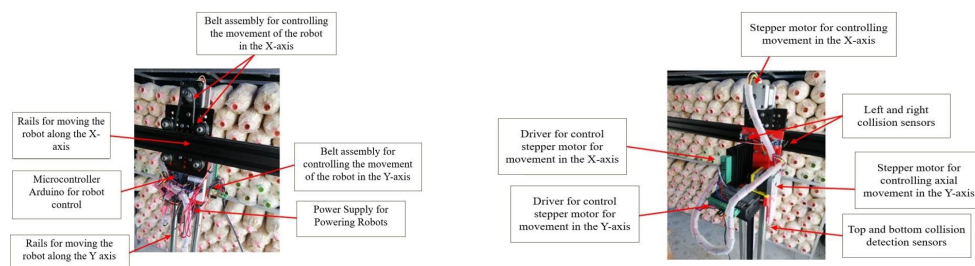 Belt assembly for controlling
the movement of the robot
in the X-axis
Rails for moving the
robot along the X-
axis
Microcontroller
Arduino for robot
control
Rails for moving the
robot along the Y axis
Belt assembly for
controlling the movement
of the robot in the Y-axis
Power Supply for
Powering Robots
Stepper motor for controlling
movement in the X-axis
Driver for control
stepper motor for
movement in the X-axis
Driver for control
stepper motor for
movement in the Y-axis
Left and right
collision sensors
Stepper motor for
controlling axial
movement in the Y-axis
Top and bottom collision
detection sensors